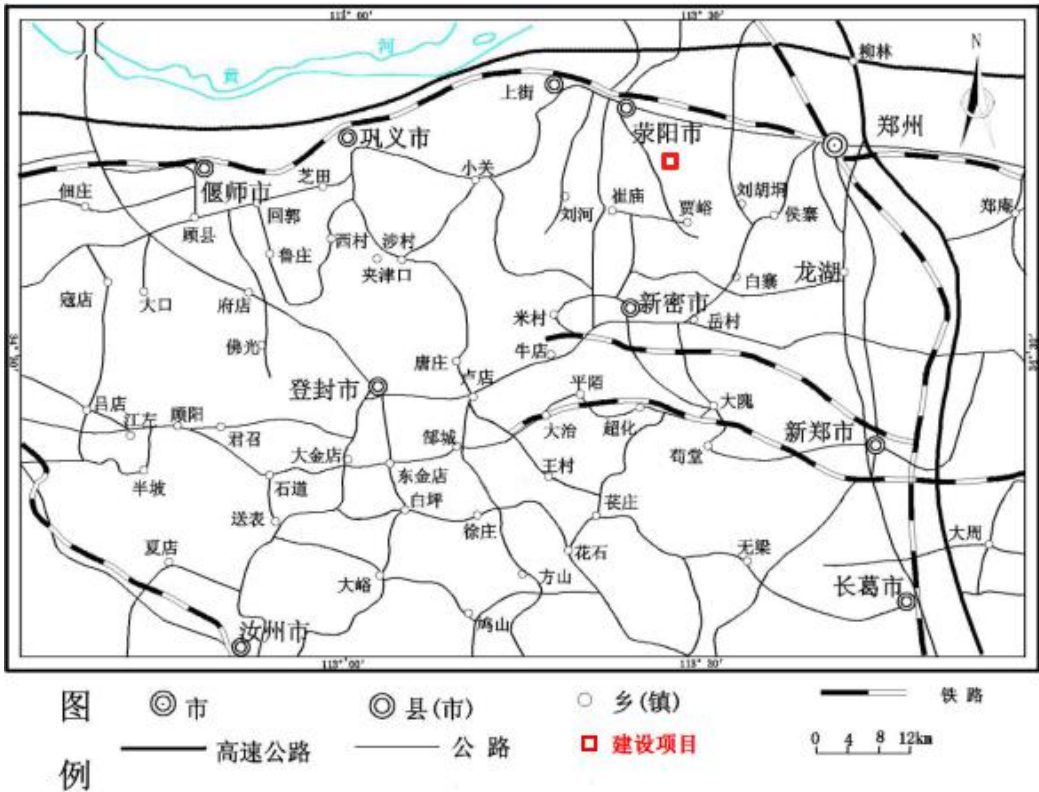 113° 00′ 113° 30′
河
黄
柳林
N
上街
荥阳市
郑州
巩义市
小关
芝田
偃师市
佃庄
回郭
刘河
崔庙
贾峪
刘胡垌
侯寨
郑庵
顾县
鲁庄
西村
涉村
夹津口
龙湖
寇店
大口
府店
白寨
新密市
米村
岳村
佛光
牛店
34° 30′
34° 30′
唐庄
卢店
登封市
平陌
大隗
吕店
江左
顾阳
君召
大冶
超化
新郑市
郜城
大金店
东金店
王村
苟堂
半坡
石道
白坪
送表
徐庄
苌庄
花石
无梁
大周
夏店
大峪
方山
长葛市
鸣山
汝州市
113° 00′ 113° 30′
图例
市
县(市)
乡(镇)
铁路
高速公路
公路
建设项目
0 4 8 12km